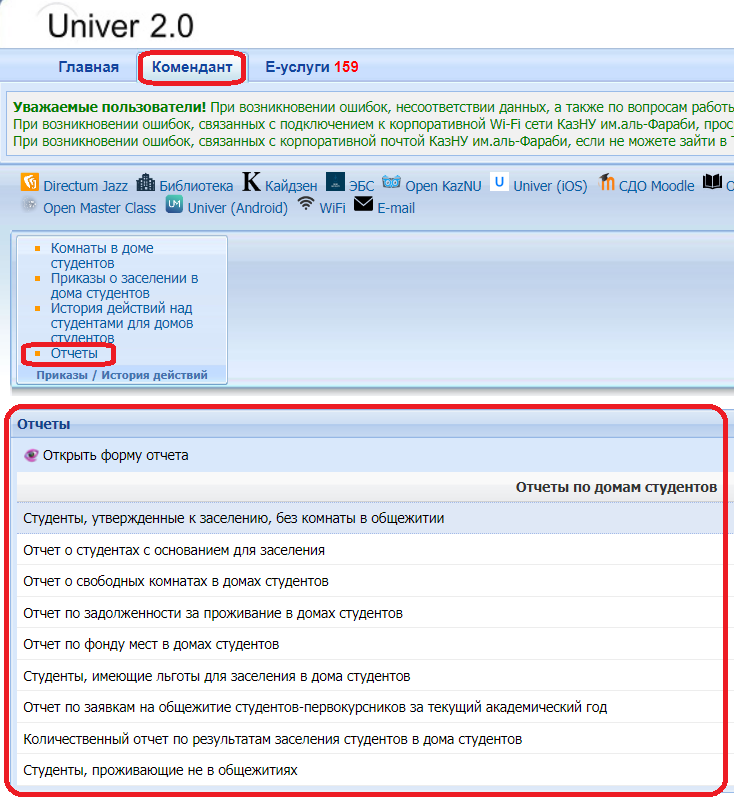 Univer 2.0
Главная Комендант Е-услуги 159
Уважаемые пользователи! При возникновении ошибок, несоответствии данных, а также по вопросам работы
При возникновении ошибок, связанных с подключением к корпоративной Wi-Fi сети КазНУ им.аль-Фараби, прос
При возникновении ошибок, связанных с корпоративной почтой КазНУ им.аль-Фараби, если не можете зайти в
Directum Jazz Библиотека Кайдзен ЭБС Open KazNU Univer (iOS) СДО Moodle
Open Master Class Univer (Android) WiFi E-mail
Комнаты в доме
студентов
Приказы о заселении в
дома студентов
История действий над
студентами для домов
студентов
Отчеты
Приказы / История действий
Отчеты
Открыть форму отчета
Отчеты по домам студентов
Студенты, утвержденные к заселению, без комнаты в общежитии
Отчет о студентах с основанием для заселения
Отчет о свободных комнатах в домах студентов
Отчет по задолженности за проживание в домах студентов
Отчет по фонду мест в домах студентов
Студенты, имеющие льготы для заселения в дома студентов
Отчет по заявкам на общежитие студентов-первокурсников за текущий академический год
Количественный отчет по результатам заселения студентов в дома студентов
Студенты, проживающие не в общежитиях